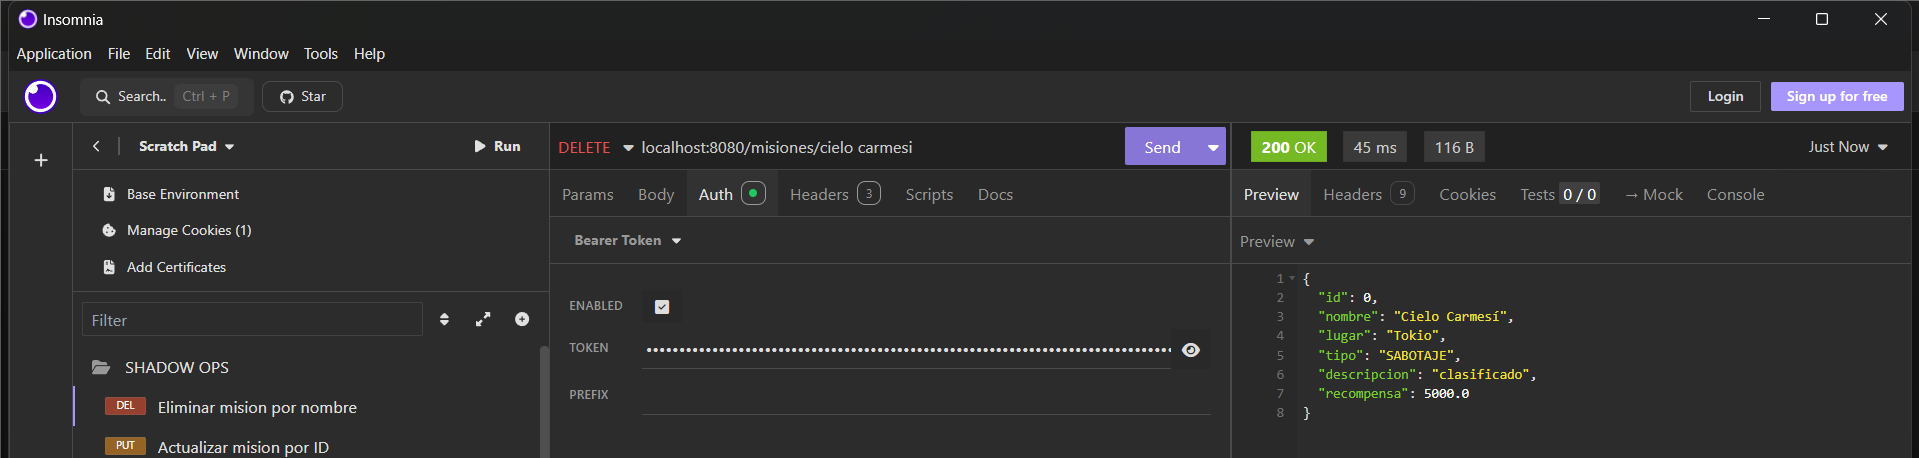 Insomnia
Application File Edit View Window Tools Help
Search.. Ctrl + P Star Login Sign up for free
Scratch Pad Run
DELETE localhost:8080/misiones/cielo carmesi Send
200 OK 45 ms 116 B Just Now
Base Environment
Manage Cookies (1)
Add Certificates
Filter
SHADOW OPS
DEL Eliminar mision por nombre
PUT Actualizar mision por ID
Params Body Auth Headers 3 Scripts Docs
Bearer Token
ENABLED
TOKEN ••••••••••••••••••••••••••••••••••••••••••••••••••••••••••••••••••••••••••••••••
PREFIX
Preview Headers 9 Cookies Tests 0 / 0 → Mock Console
Preview
1 {
2 "id": 0,
3 "nombre": "Cielo Carmesí",
4 "lugar": "Tokio",
5 "tipo": "SABOTAJE",
6 "descripcion": "clasificado",
7 "recompensa": 5000.0
8 }